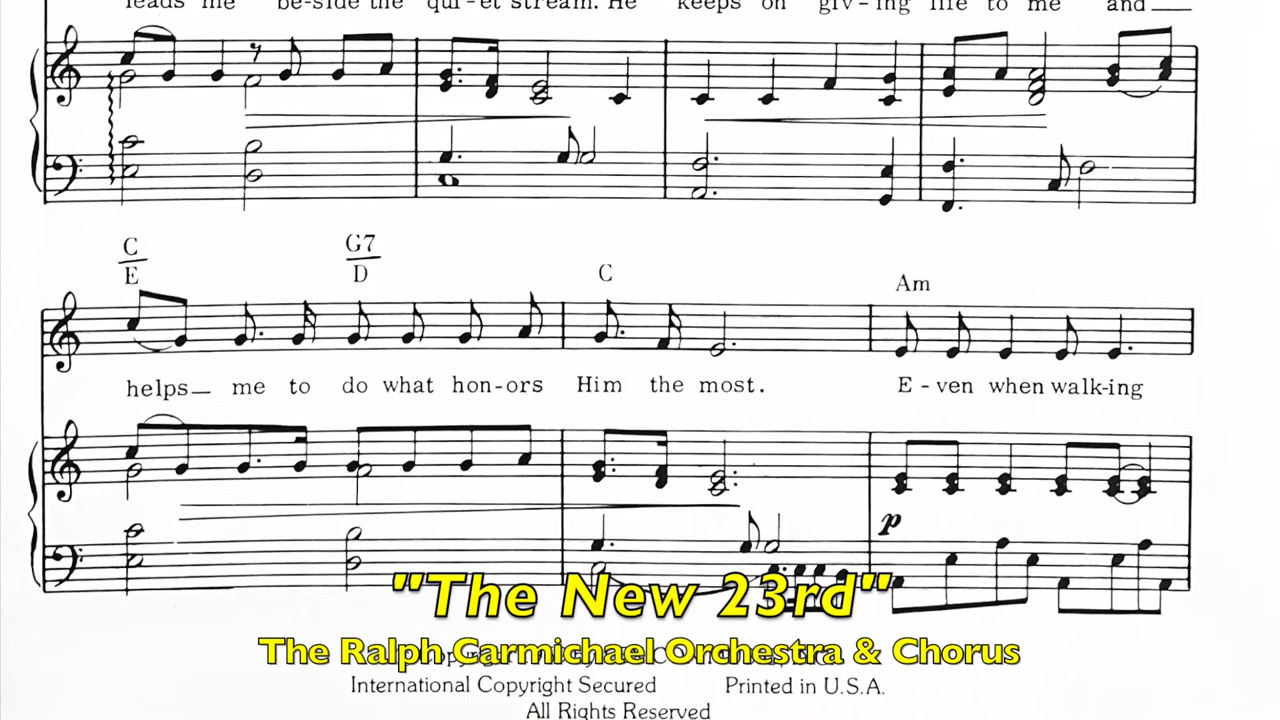 leads me be-side the qui-et stream. He keeps on giv-ing life to me and
C G7
E D C Am
helps me to do what hon-ors Him the most. E-ven when walk-ing
p
"The New 23rd"
The Ralph Carmichael Orchestra & Chorus
International Copyright Secured Printed in U.S.A.
All Rights Reserved